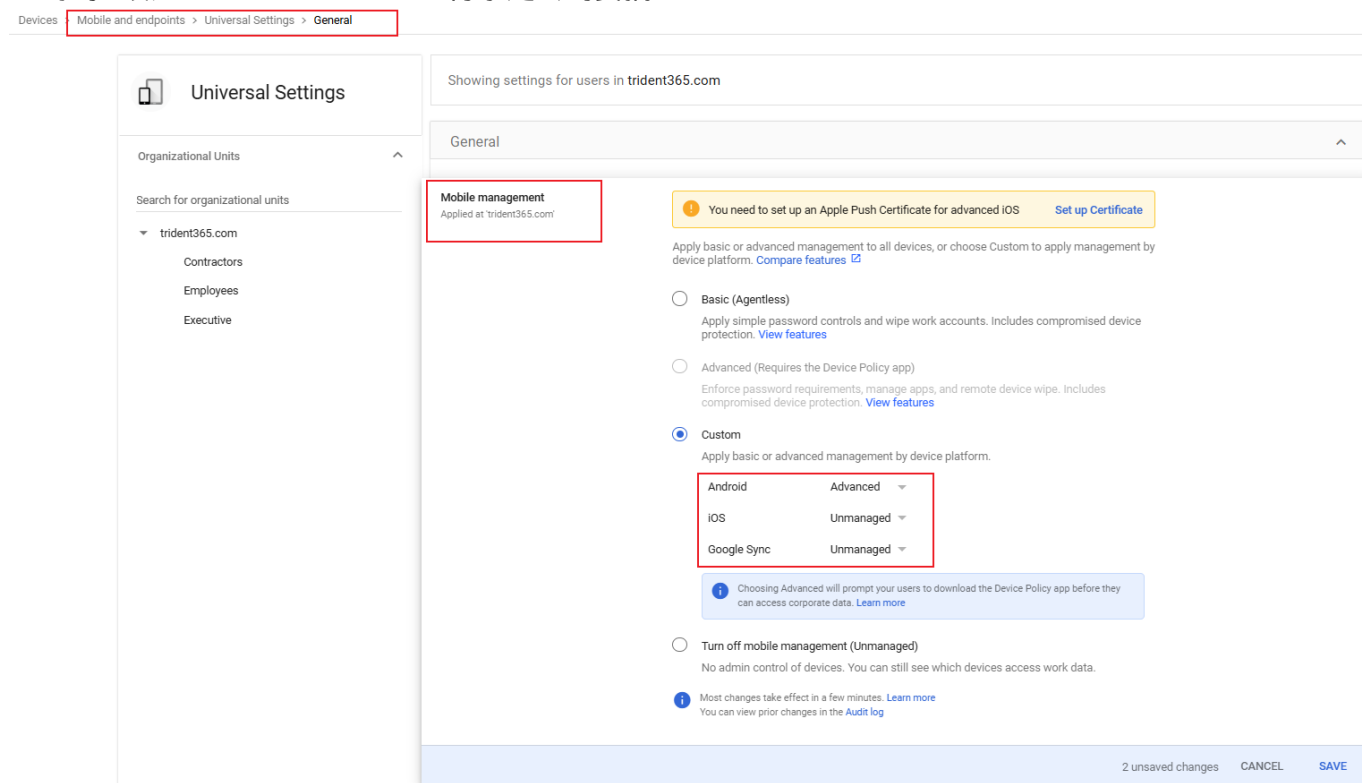 Devices > Mobile and endpoints > Universal Settings > General
Universal Settings
Showing settings for users in trident365.com
General
Organizational Units
Search for organizational units
trident365.com
Contractors
Employees
Executive
Mobile management
Applied at 'trident365.com'
You need to set up an Apple Push Certificate for advanced iOS Set up Certificate
Apply basic or advanced management to all devices, or choose Custom to apply management by
device platform. Compare features
Basic (Agentless)
Apply simple password controls and wipe work accounts. Includes compromised device
protection. View features
Advanced (Requires the Device Policy app)
Enforce password requirements, manage apps, and remote device wipe. Includes
compromised device protection. View features
Custom
Apply basic or advanced management by device platform.
Android Advanced
iOS Unmanaged
Google Sync Unmanaged
Choosing Advanced will prompt your users to download the Device Policy app before they
can access corporate data. Learn more
Turn off mobile management (Unmanaged)
No admin control of devices. You can still see which devices access work data.
Most changes take effect in a few minutes. Learn more
You can view prior changes in the Audit log
2 unsaved changes CANCEL SAVE